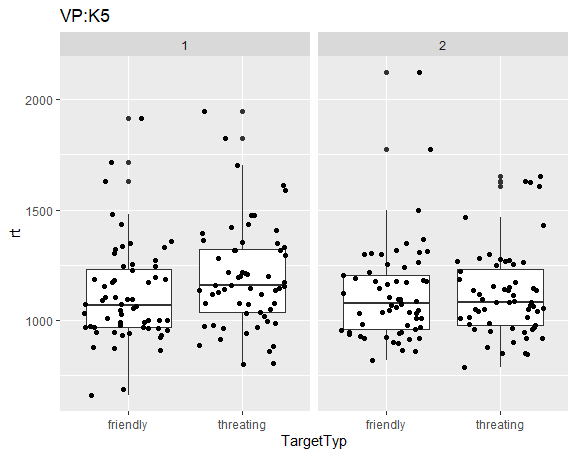 VP:K5
1
2
2000
1500
1000
rt
friendly
threating
friendly
threating
TargetTyp